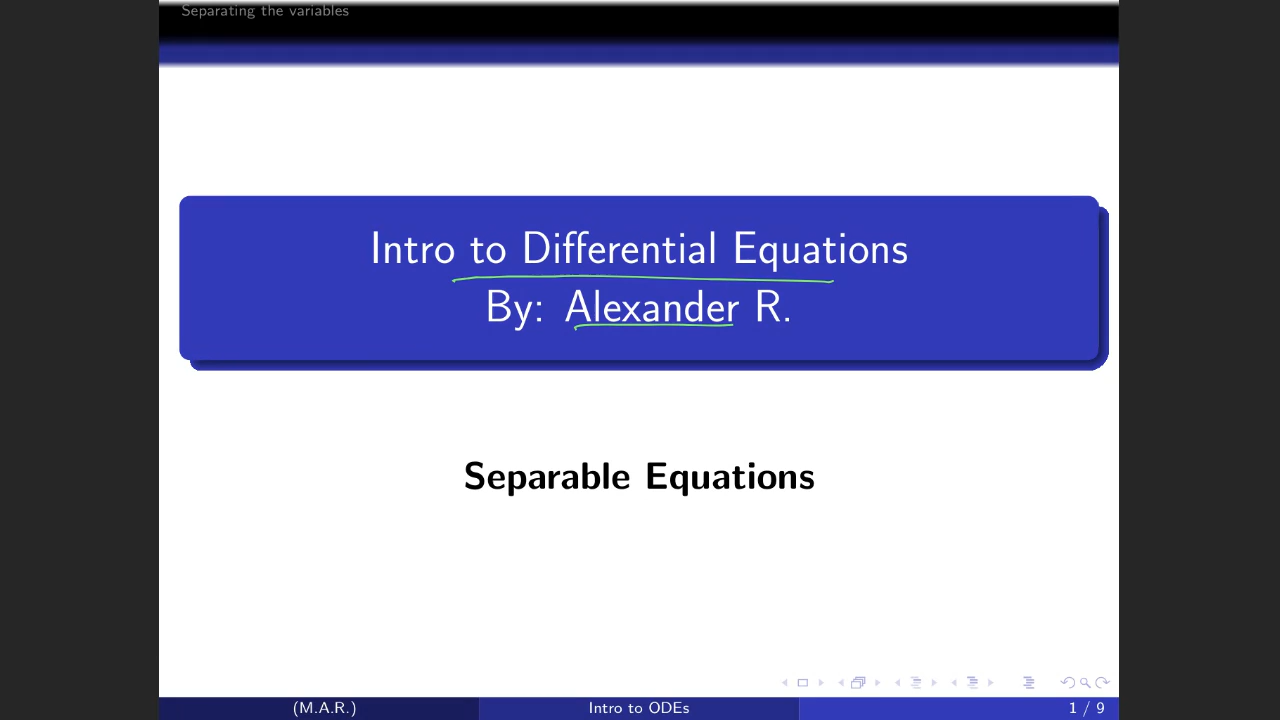 Separating the variables
Intro to Differential Equations
By: Alexander R.
Separable Equations
(M.A.R.)
Intro to ODEs
1 / 9